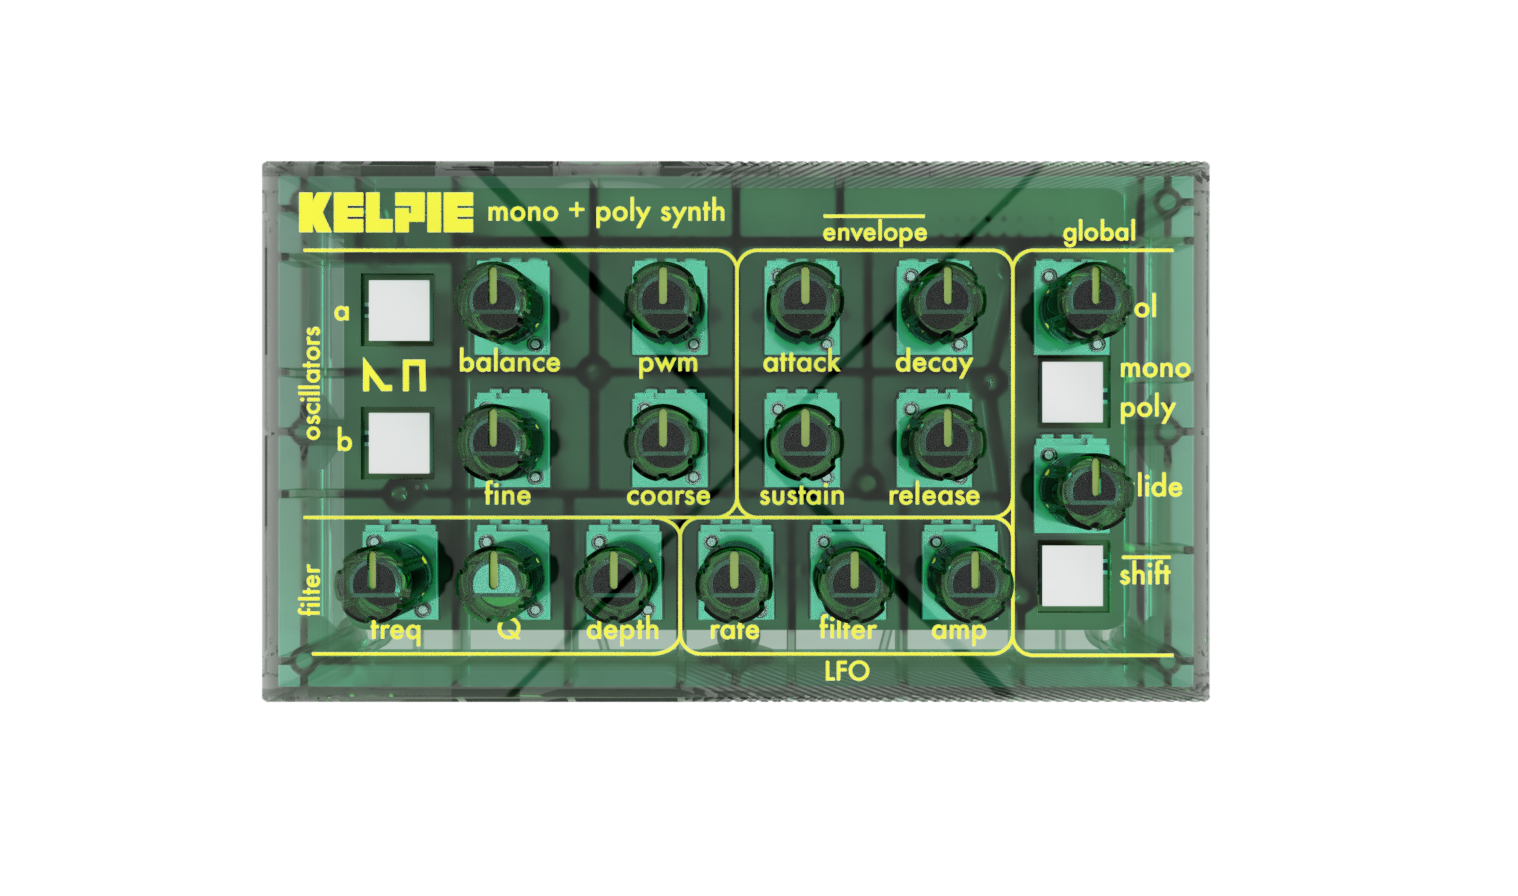 KELPIE mono + poly synth
envelope
global
oscillators
a
b
balance
pwm
attack
decay
ol
mono
poly
fine
coarse
sustain
release
lide
shift
filter
freq
Q
depth
rate
filter
amp
LFO